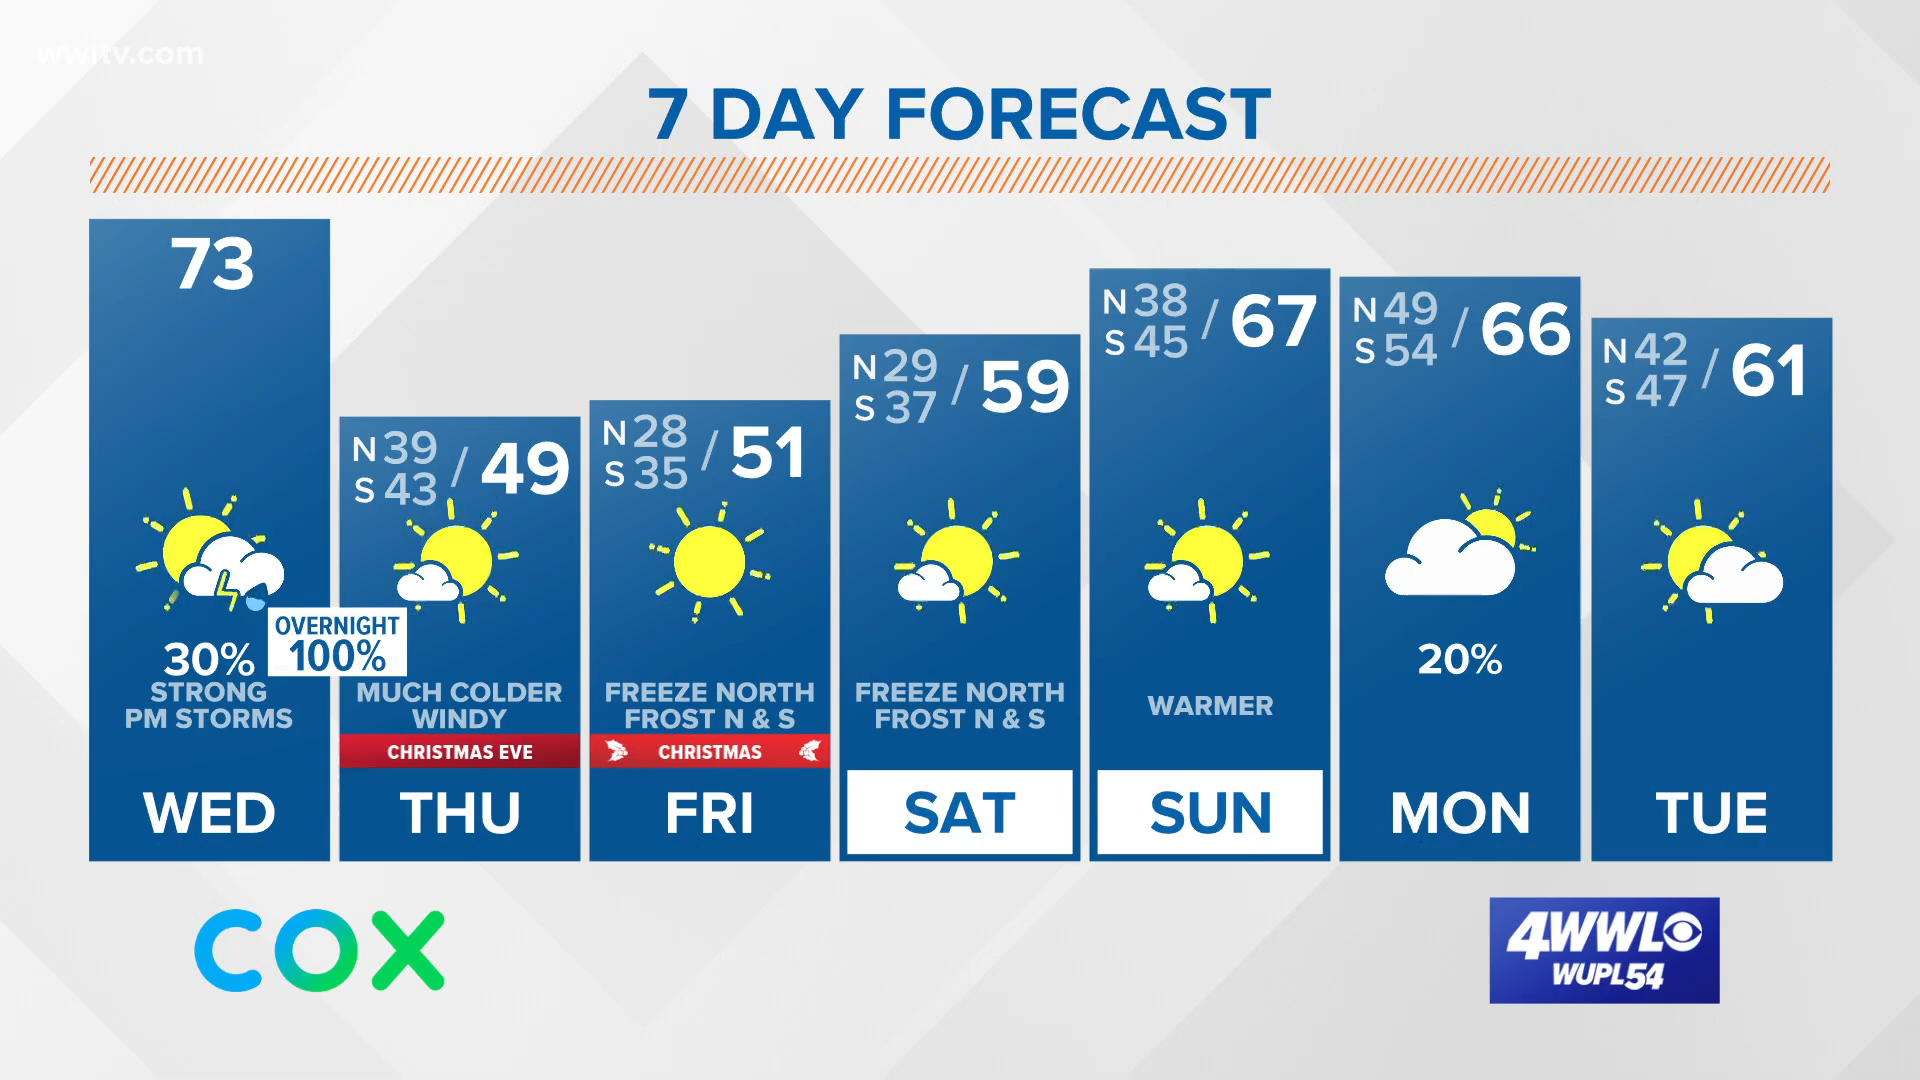 wwltv.com
7 DAY FORECAST
73
30%
OVERNIGHT
100%
STRONG
PM STORMS
WED
N 39
S 43
/ 49
MUCH COLDER
WINDY
CHRISTMAS EVE
THU
N 28
S 35
/ 51
FREEZE NORTH
FROST N & S
CHRISTMAS
FRI
N 29
S 37
/ 59
FREEZE NORTH
FROST N & S
SAT
N 38
S 45
/ 67
WARMER
SUN
N 49
S 54
/ 66
20%
MON
N 42
S 47
/ 61
TUE
COX
4WWL
WUPL54